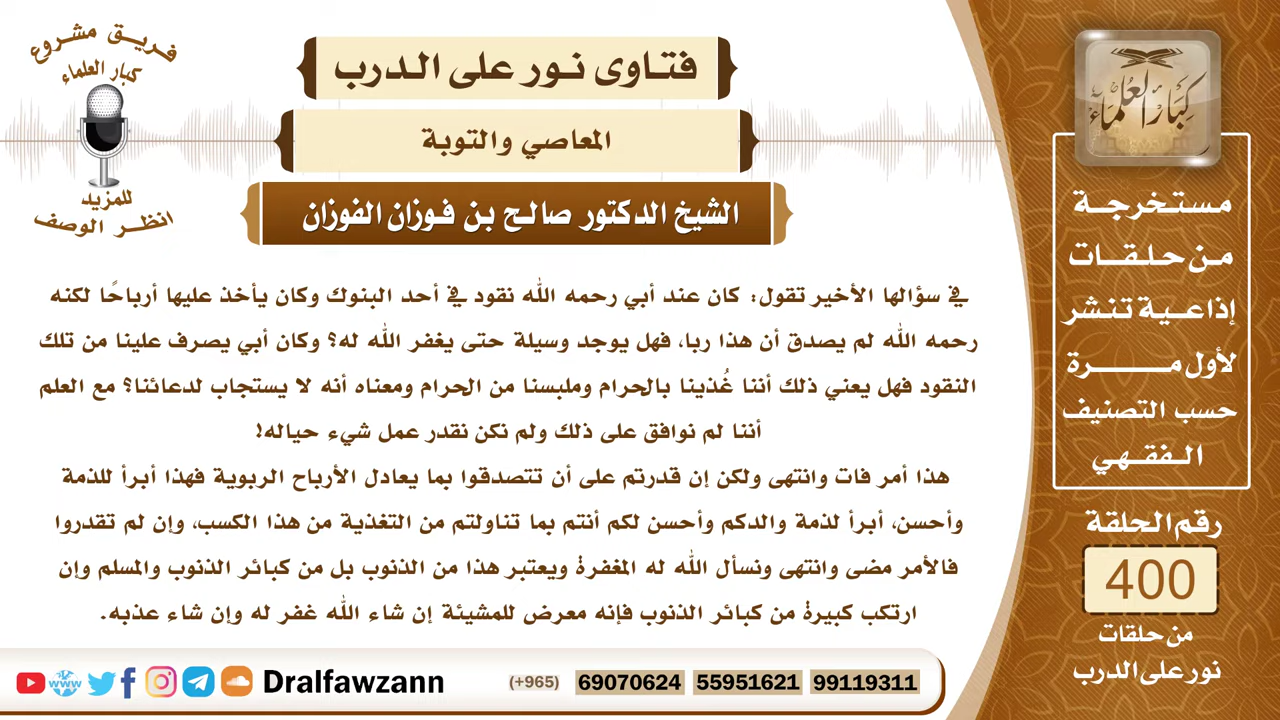 فريق مشروع
كبار العلماء
للمزيد
انظر الوصف
فتاوى نور على الدرب
المعاصي والتوبة
الشيخ الدكتور صالح بن فوزان الفوزان
في سؤالها الأخير تقول: كان عند أبي رحمه الله نقود في أحد البنوك وكان يأخذ عليها أرباحًا لكنه
رحمه الله لم يصدق أن هذا ربا، فهل يوجد وسيلة حتى يغفر الله له؟ وكان أبي يصرف علينا من تلك
النقود فهل يعني ذلك أننا غُذينا بالحرام وملبسنا من الحرام ومعناه أنه لا يستجاب لدعائنا؟ مع العلم
أننا لم نوافق على ذلك ولم نكن نقدر عمل شيء حياله!
هذا أمر فات وانتهى ولكن إن قدرتم على أن تتصدقوا بما يعادل الأرباح الربوية فهذا أبرأ للذمة
وأحسن، أبرأ لذمة والدكم وأحسن لكم أنتم بما تناولتم من التغذية من هذا الكسب، وإن لم تقدروا
فالأمر مضى وانتهى ونسأل الله له المغفرة ويعتبر هذا من الذنوب بل من كبائر الذنوب والمسلم وإن
ارتكب كبيرة من كبائر الذنوب فإنه معرض للمشيئة إن شاء الله غفر له وإن شاء عذبه.
كبار العلماء
مستخرجة
من حلقات
إذاعية تنشر
لأول مرة
حسب التصنيف
الفقهي
رقم الحلقة
400
من حلقات
نور على الدرب
www
Dralfawzann
(+965) 69070624 55951621 99119311